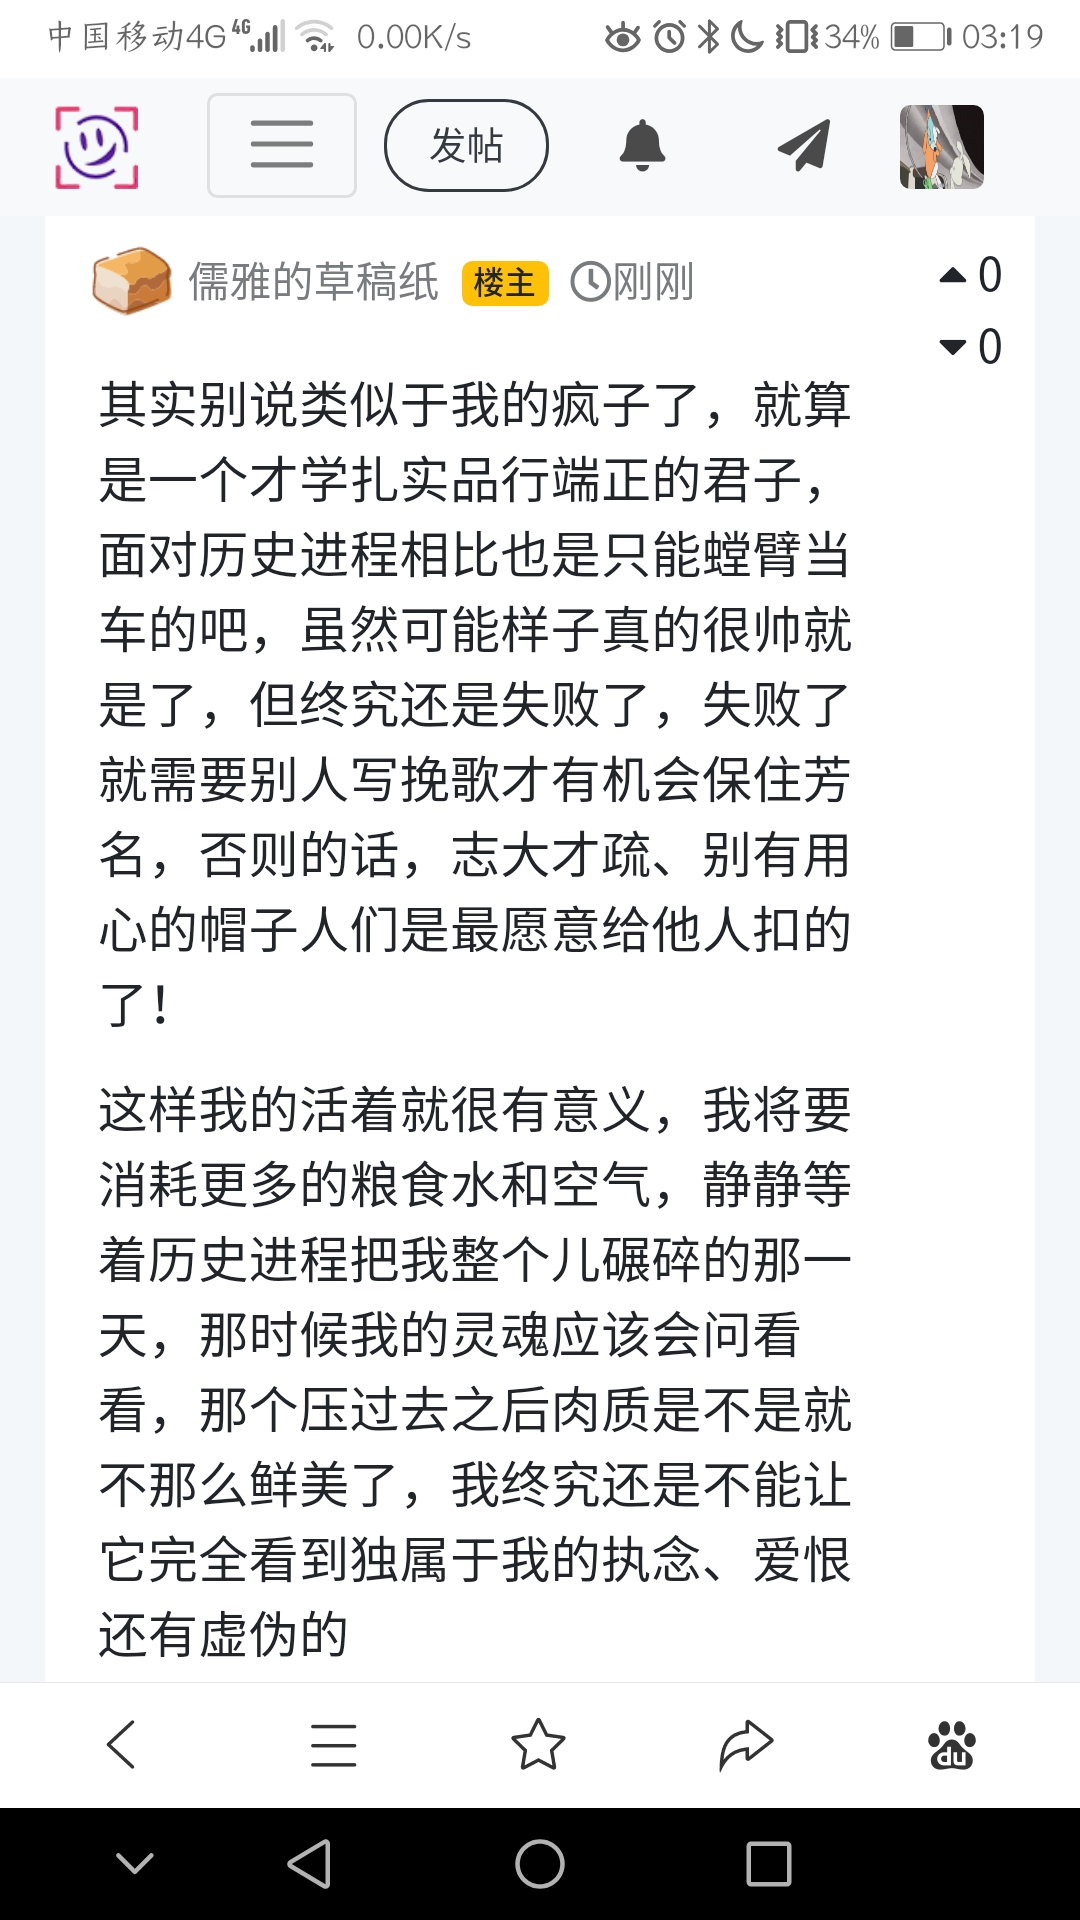 中国移动4G 4G 0.00K/s 34% 03:19
发帖
儒雅的草稿纸 楼主 刚刚
0
0
其实别说类似于我的疯子了，就算
是一个才学扎实品行端正的君子，
面对历史进程相比也是只能螳臂当
车的吧，虽然可能样子真的很帅就
是了，但终究还是失败了，失败了
就需要别人写挽歌才有机会保住芳
名，否则的话，志大才疏、别有用
心的帽子人们是最愿意给他人扣的
了！
这样我的活着就很有意义，我将要
消耗更多的粮食水和空气，静静等
着历史进程把我整个儿碾碎的那一
天，那时候我的灵魂应该会问看
看，那个压过去之后肉质是不是就
不那么鲜美了，我终究还是不能让
它完全看到独属于我的执念、爱恨
还有虚伪的
du